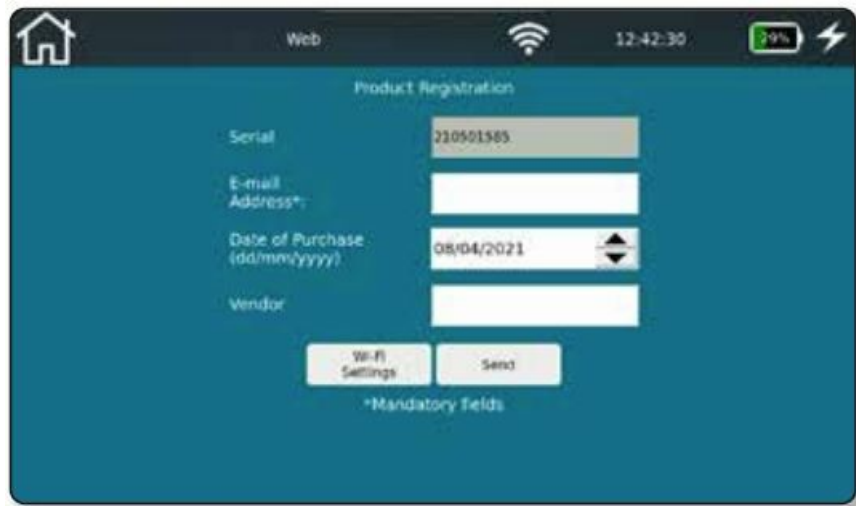 Web 12:42:30 29%
Product Registration
Serial 210501585
E-mail
Address*:
Date of Purchase
(dd/mm/yyyy)
08/04/2021
Vendor
Wi-Fi
Settings
Send
*Mandatory fields